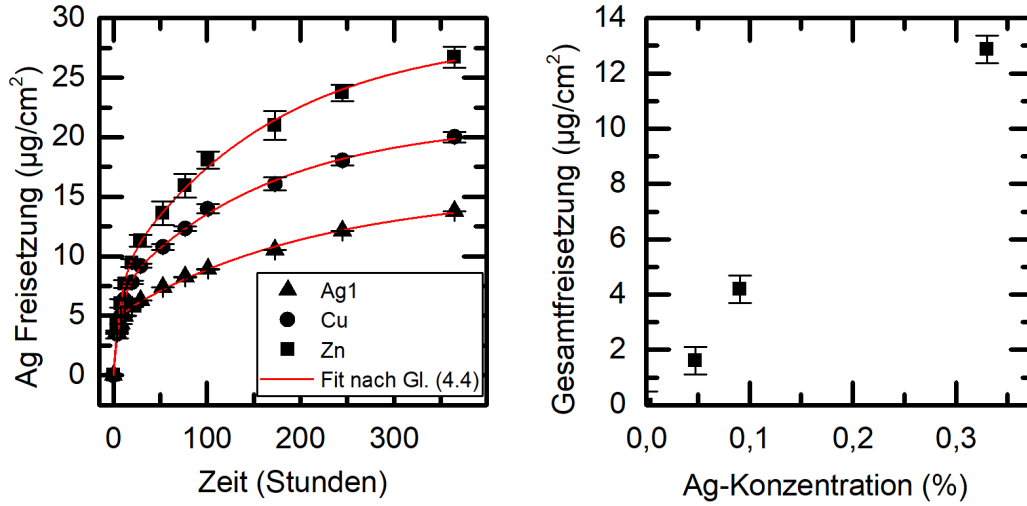 Ag Freisetzung (µg/cm²)
30
25
20
15
10
5
0
Ag1
Cu
Zn
Fit nach Gl. (4.4)
0 100 200 300
Zeit (Stunden)
Gesamtfreisetzung (µg/cm²)
14
12
10
8
6
4
2
0
0,0 0,1 0,2 0,3
Ag-Konzentration (%)